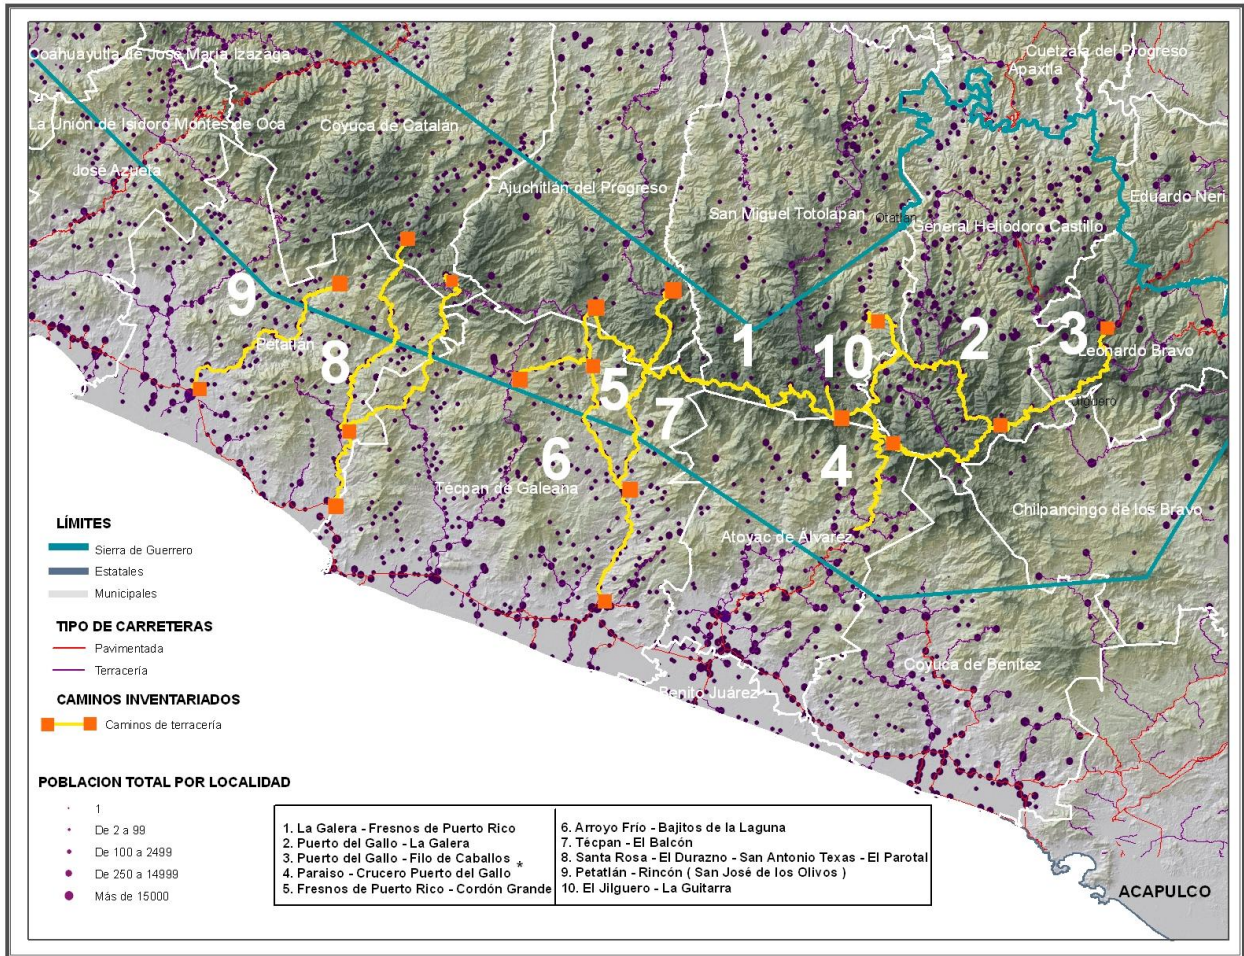 Coahuayutla de José María Izazaga
Cuetzala del Progreso
Apaxtla
La Unión de Isidoro Montes de Oca
Coyuca de Catalán
José Azueta
Ajuchitlán del Progreso
Eduardo Neri
San Miguel Totolapan
Otatlán
General Heliodoro Castillo
9
Petatlán
8
1
10
2
3
Leonardo Bravo
5
7
Jilguero
6
4
Técpan de Galeana
Chilpancingo de los Bravo
Atoyac de Alvarez
Coyuca de Benítez
Benito Juárez
ACAPULCO
LÍMITES
Sierra de Guerrero
Estatales
Municipales
TIPO DE CARRETERAS
Pavimentada
Terracería
CAMINOS INVENTARIADOS
Caminos de terracería
POBLACION TOTAL POR LOCALIDAD
1
De 2 a 99
De 100 a 2499
De 250 a 14999
Más de 15000
1. La Galera - Fresnos de Puerto Rico
2. Puerto del Gallo - La Galera
3. Puerto del Gallo - Filo de Caballos
4. Paraiso - Crucero Puerto del Gallo *
5. Fresnos de Puerto Rico - Cordón Grande
6. Arroyo Frío - Bajitos de la Laguna
7. Técpan - El Balcón
8. Santa Rosa - El Durazno - San Antonio Texas - El Parotal
9. Petatlán - Rincón ( San José de los Olivos )
10. El Jilguero - La Guitarra